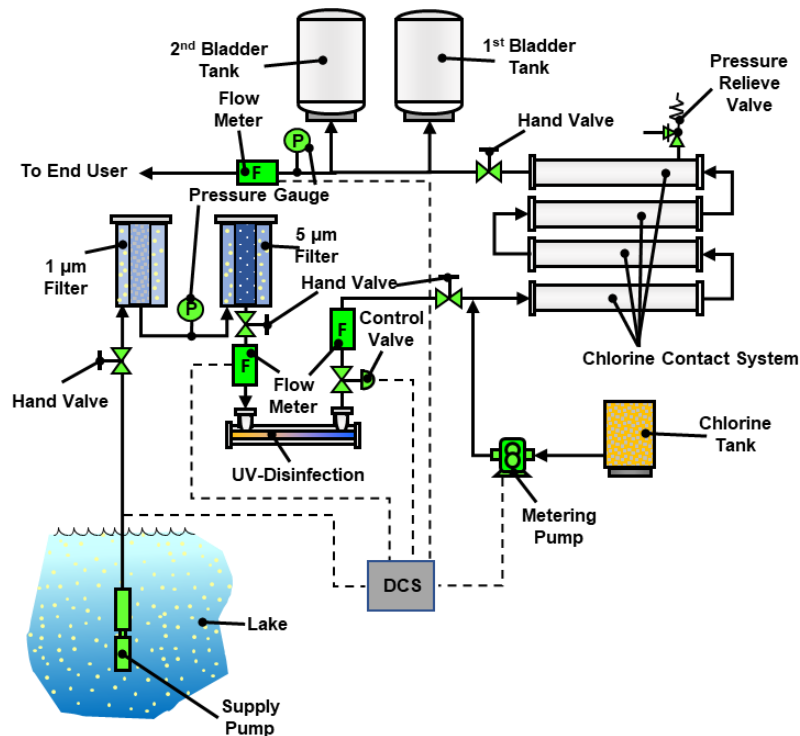 2nd Bladder
Tank
1st Bladder
Tank
Pressure
Relieve
Valve
Flow
Meter
Hand Valve
P
F
To End User
Pressure Gauge
1 µm
Filter
5 µm
Filter
P
Hand Valve
F
Control
Valve
F
Flow
Meter
Hand Valve
Chlorine Contact System
UV-Disinfection
Chlorine
Tank
Metering
Pump
DCS
Lake
Supply
Pump